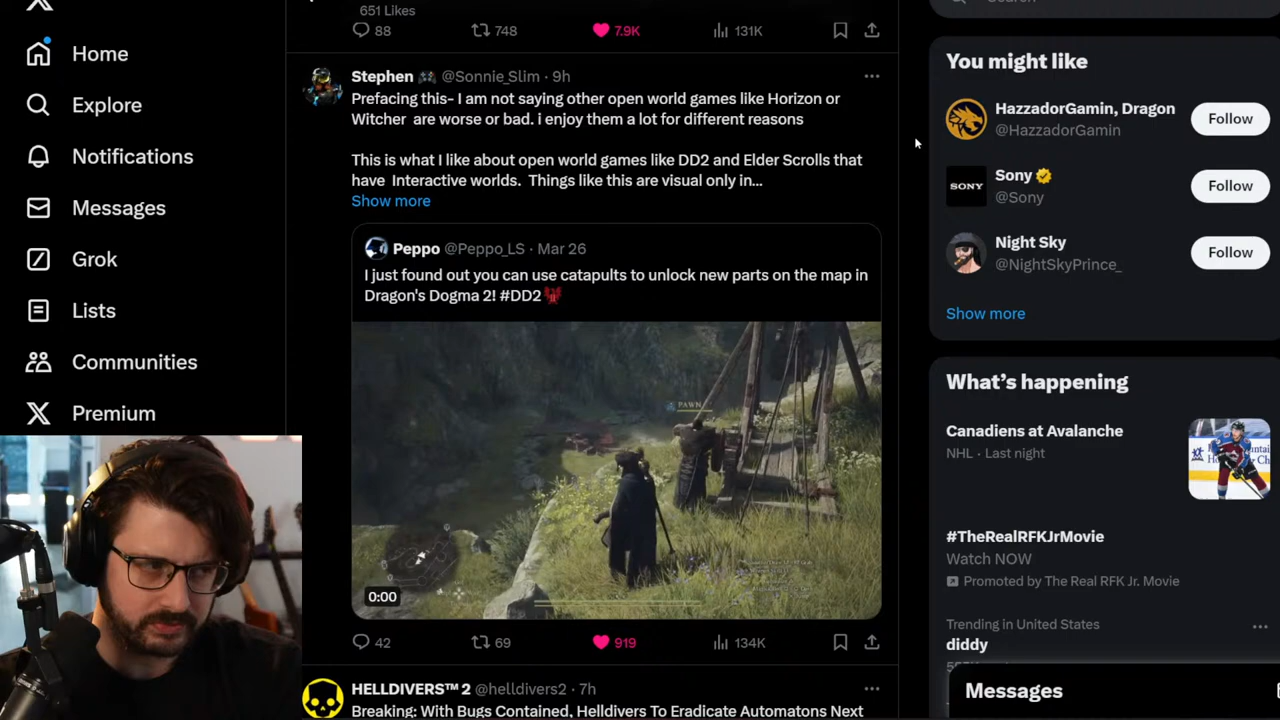 651 Likes
88 748 7.9K 131K
Home
Explore
Notifications
Messages
Grok
Lists
Communities
Premium
Stephen @Sonnie_Slim · 9h
Prefacing this- I am not saying other open world games like Horizon or
Witcher are worse or bad. i enjoy them a lot for different reasons
This is what I like about open world games like DD2 and Elder Scrolls that
have Interactive worlds. Things like this are visual only in...
Show more
Peppo @Peppo_LS · Mar 26
I just found out you can use catapults to unlock new parts on the map in
Dragon's Dogma 2! #DD2
PAWN
0:00
42 69 919 134K
HELLDIVERS™ 2 @helldivers2 · 7h
Breaking: With Bugs Contained, Helldivers To Eradicate Automatons Next
You might like
HazzadorGamin, Dragon
@HazzadorGamin
Follow
SONY
Sony
@Sony
Follow
Night Sky
@NightSkyPrince_
Follow
Show more
What's happening
Canadiens at Avalanche
NHL · Last night
#TheRealRFKJrMovie
Watch NOW
Promoted by The Real RFK Jr. Movie
Trending in United States
diddy
Messages